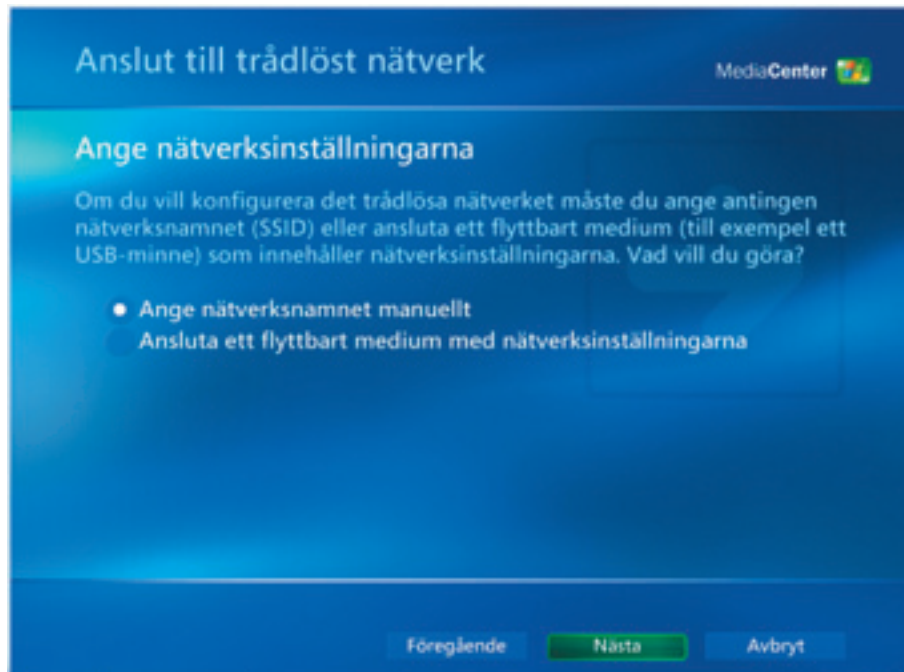 Anslut till trådlöst nätverk
MediaCenter
Ange nätverksinställningarna
Om du vill konfigurera det trådlösa nätverket måste du ange antingen
nätverksnamnet (SSID) eller ansluta ett flyttbart medium (till exempel ett
USB-minne) som innehåller nätverksinställningarna. Vad vill du göra?
Ange nätverksnamnet manuellt
Ansluta ett flyttbart medium med nätverksinställningarna
Föregående Nästa Avbryt